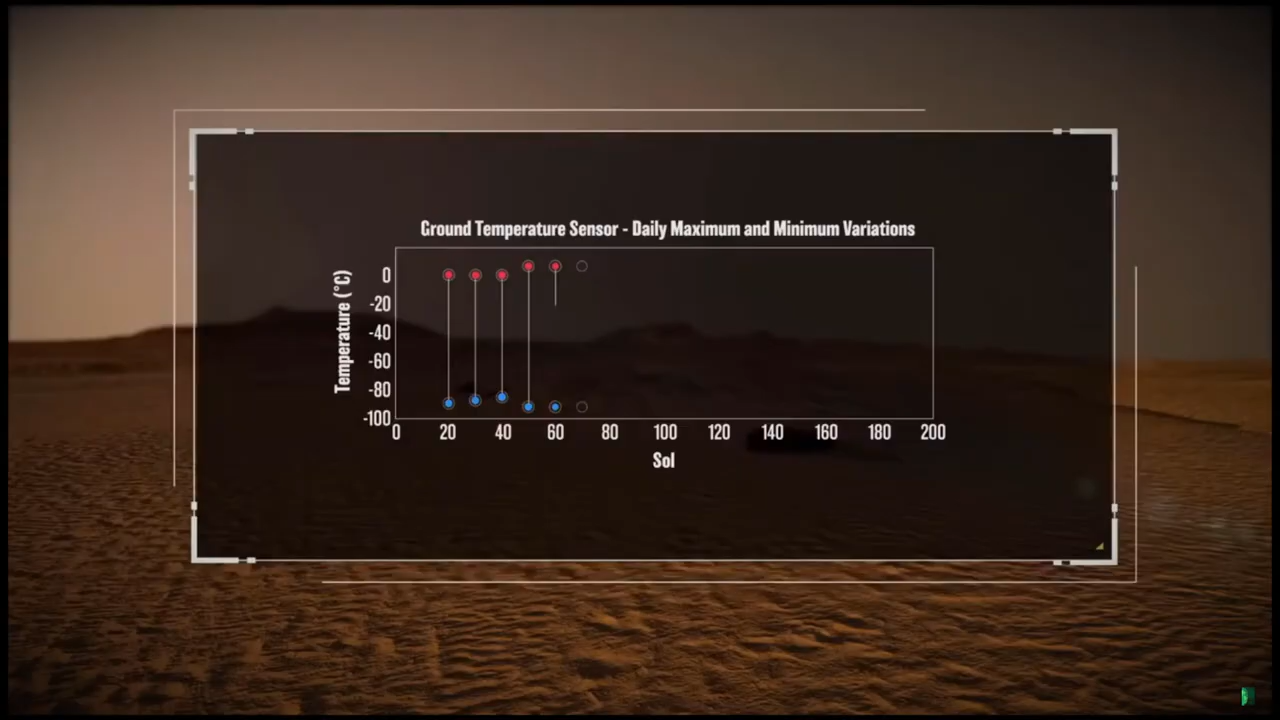 Ground Temperature Sensor - Daily Maximum and Minimum Variations
Temperature (°C)
0
-20
-40
-60
-80
-100
0 20 40 60 80 100 120 140 160 180 200
Sol